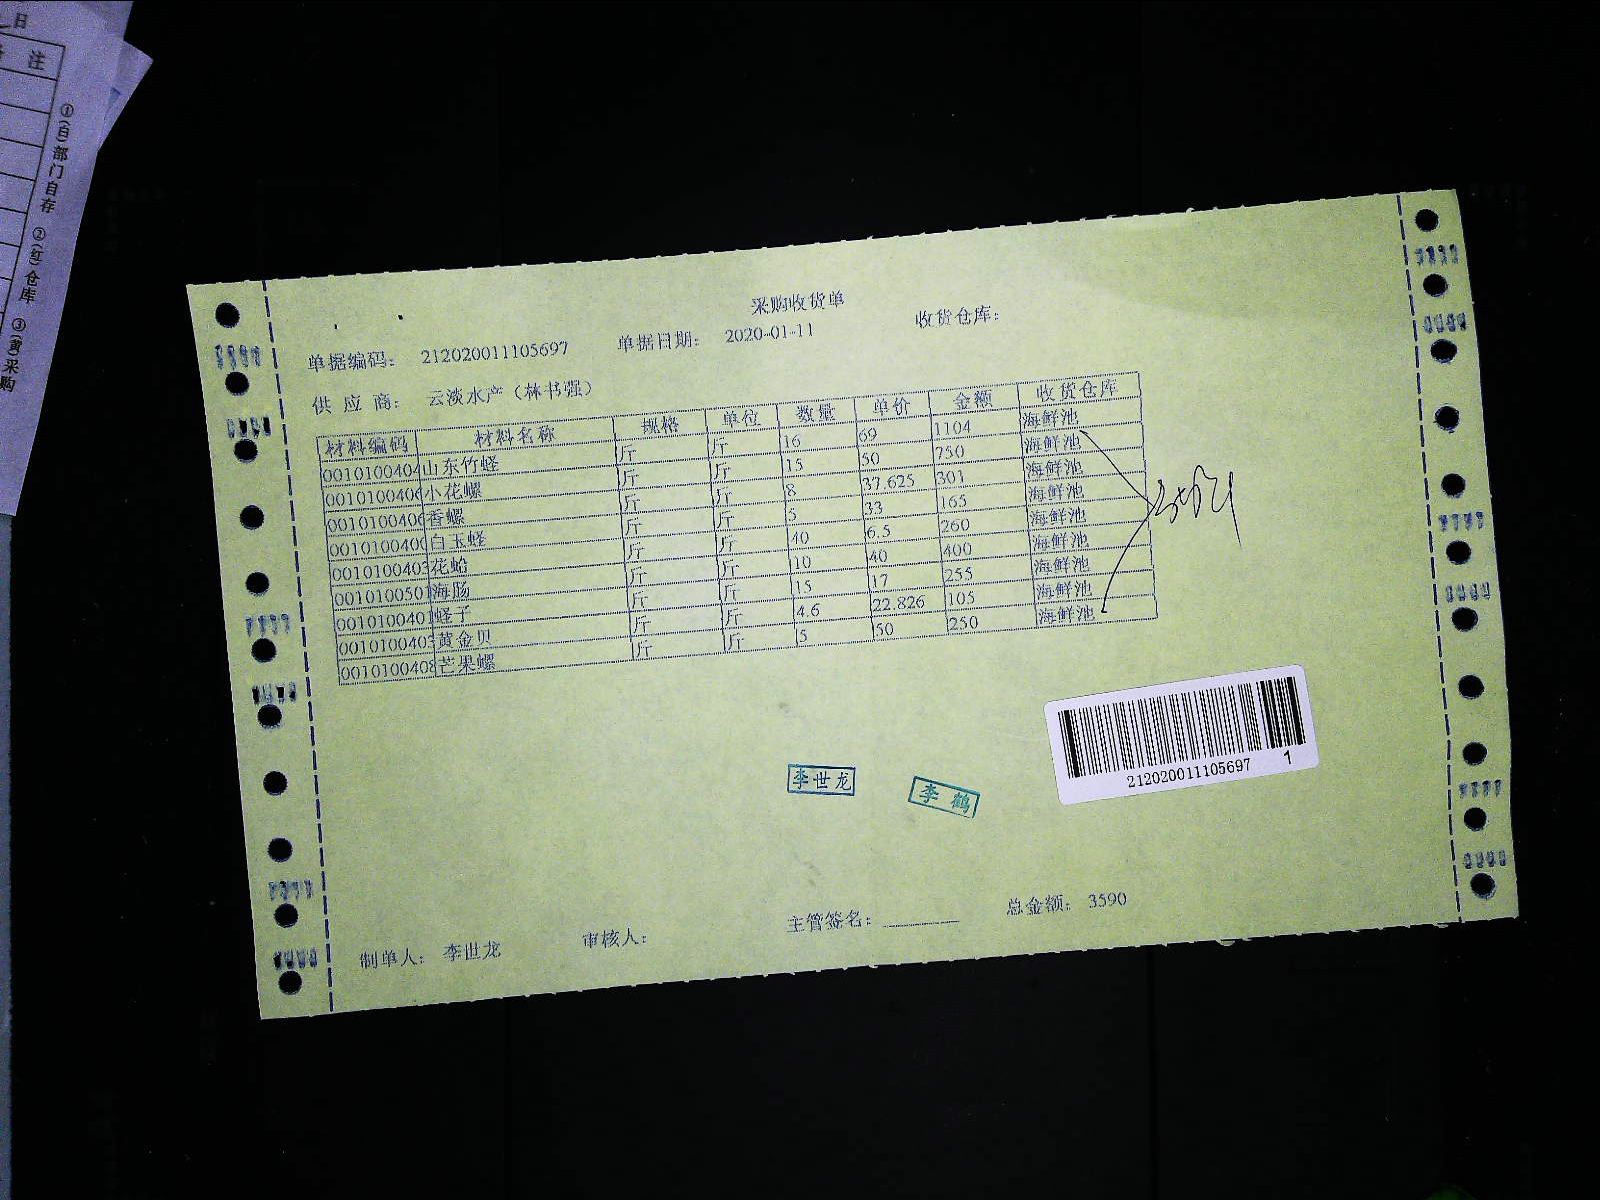 日
注
①(白)部门自存 ②(红)仓库 ③(黄)采购
采购收货单
单据编码: 212020011105697 单据日期: 2020-01-11 收货仓库:
供应商: 云淡水产(林书强)
材料编码 材料名称 规格 单位 数量 单价 金额 收货仓库
0010100404 山东竹蛏 斤 斤 16 69 1104 海鲜池
0010100406 小花螺 斤 斤 15 50 750 海鲜池
0010100406 香螺 斤 斤 8 37.625 301 海鲜池
0010100400 白玉蛏 斤 斤 5 33 165 海鲜池
0010100403 花蛤 斤 斤 40 6.5 260 海鲜池
0010100501 海肠 斤 斤 10 40 400 海鲜池
0010100401 蛏子 斤 斤 15 17 255 海鲜池
0010100403 黄金贝 斤 斤 4.6 22.826 105 海鲜池
0010100408 芒果螺 斤 斤 5 50 250 海鲜池
212020011105697 1
李世龙 李鹤
制单人: 李世龙 审核人: 主管签名: 总金额: 3590